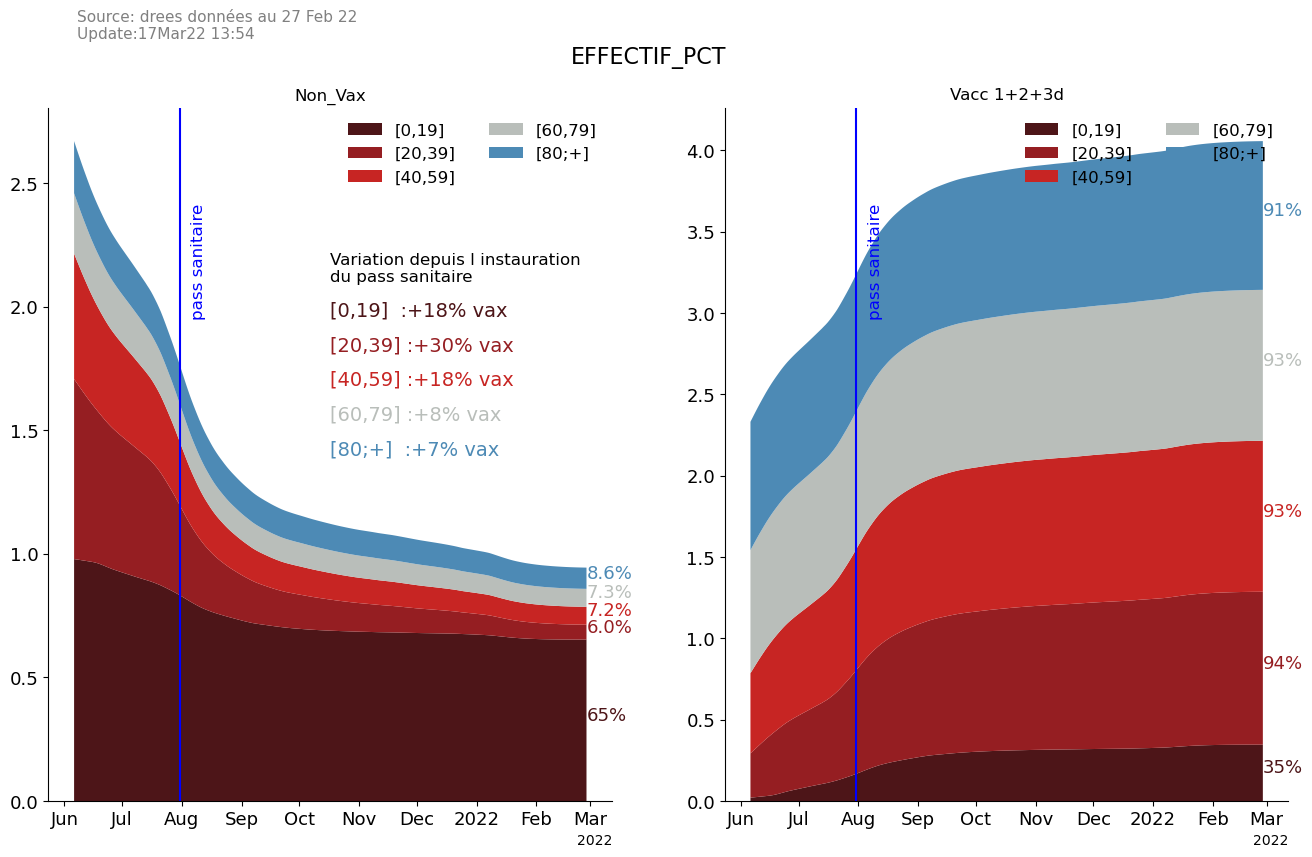 Source: drees données au 27 Feb 22
Update:17Mar22 13:54
EFFECTIF_PCT
Non_Vax
[0,19]
[20,39]
[40,59]
[60,79]
[80;+]
pass sanitaire
Variation depuis l instauration
du pass sanitaire
[0,19]  :+18% vax
[20,39] :+30% vax
[40,59] :+18% vax
[60,79] :+8% vax
[80;+]  :+7% vax
8.6%
7.3%
7.2%
6.0%
65%
2.5
2.0
1.5
1.0
0.5
0.0
Jun Jul Aug Sep Oct Nov Dec 2022 Feb Mar
2022
Vacc 1+2+3d
[0,19]
[20,39]
[40,59]
[60,79]
[80;+]
pass sanitaire
91%
93%
93%
94%
35%
4.0
3.5
3.0
2.5
2.0
1.5
1.0
0.5
0.0
Jun Jul Aug Sep Oct Nov Dec 2022 Feb Mar
2022